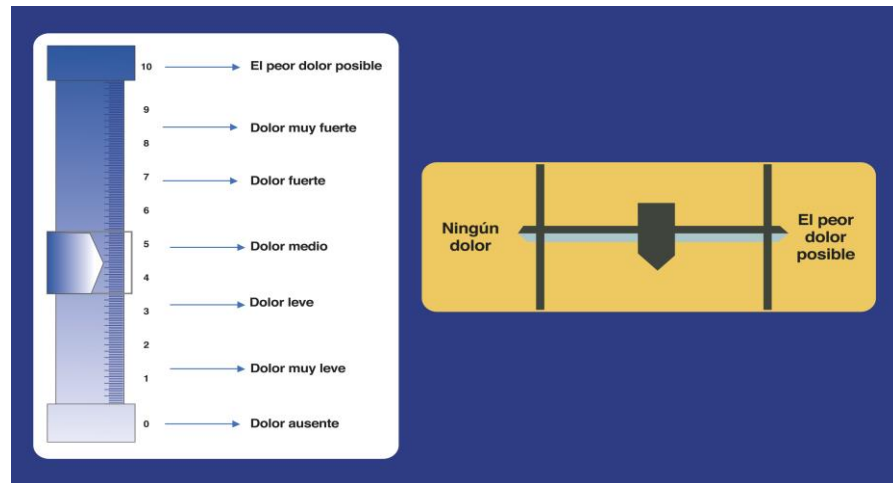 10 El peor dolor posible
9
Dolor muy fuerte
8
7 Dolor fuerte
6
5 Dolor medio
4
3 Dolor leve
2
Dolor muy leve
1
0 Dolor ausente
Ningún
dolor
El peor
dolor
posible